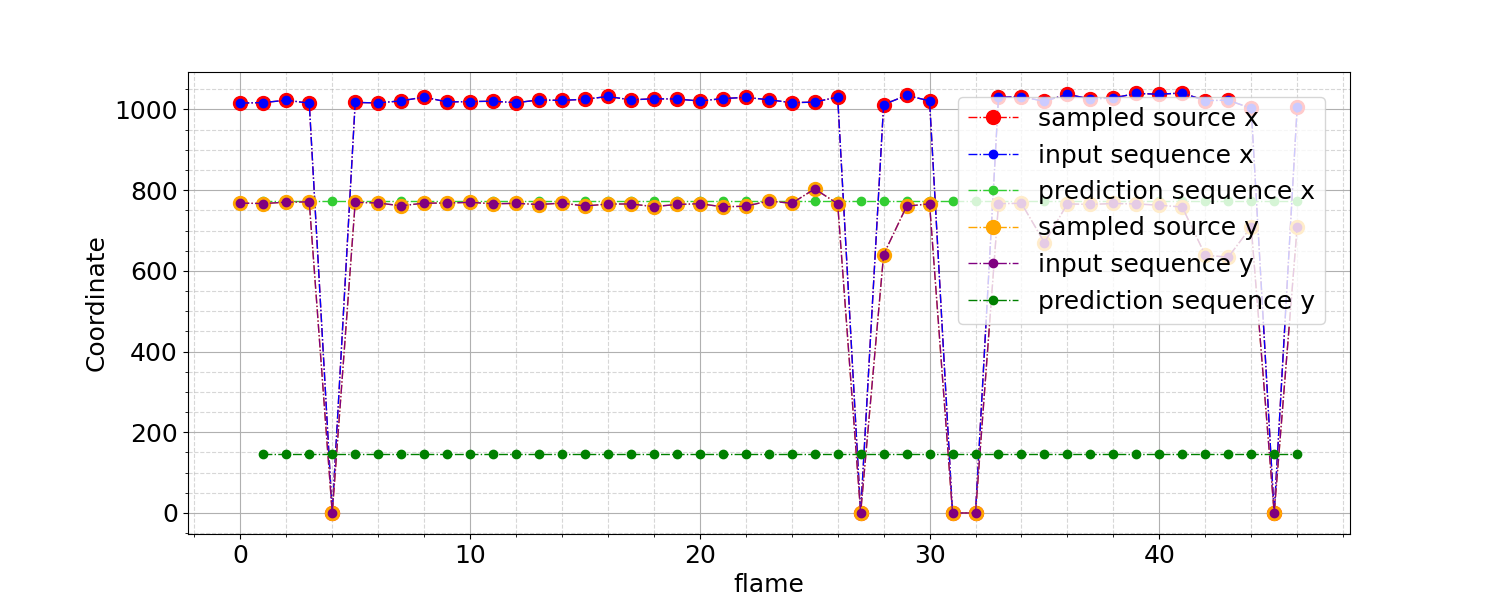 1000
800
600
400
200
0
Coordinate
sampled source x
input sequence x
prediction sequence x
sampled source y
input sequence y
prediction sequence y
0 10 20 30 40
flame